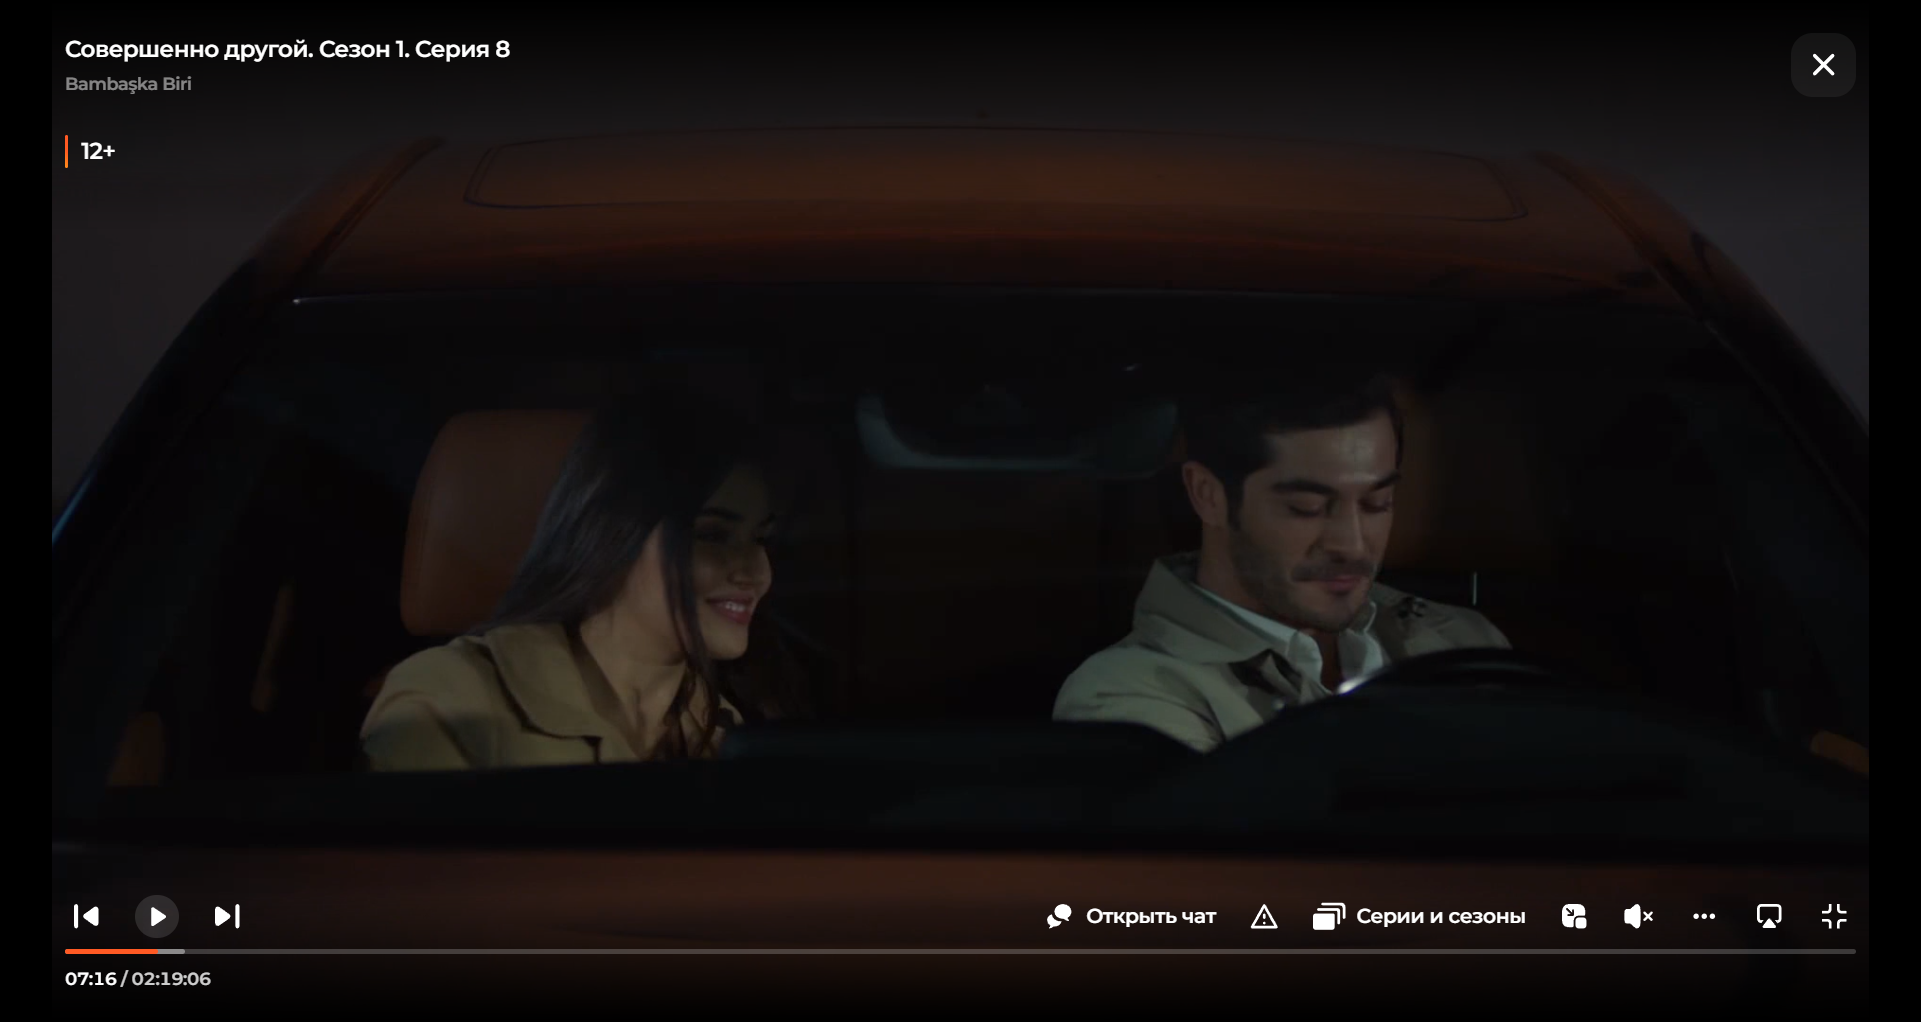 Совершенно другой. Сезон 1. Серия 8
Bambaşka Biri
12+
Открыть чат
Серии и сезоны
07:16 / 02:19:06